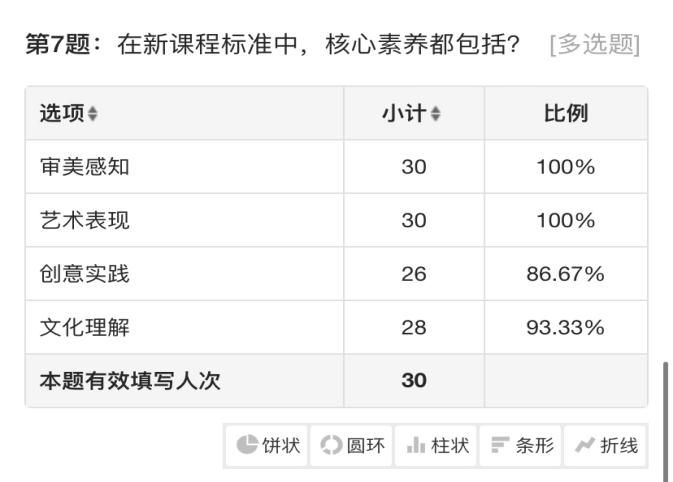 第7题：在新课程标准中，核心素养都包括？ [多选题]
选项 小计 比例
审美感知 30 100%
艺术表现 30 100%
创意实践 26 86.67%
文化理解 28 93.33%
本题有效填写人次 30
饼状 圆环 柱状 条形 折线